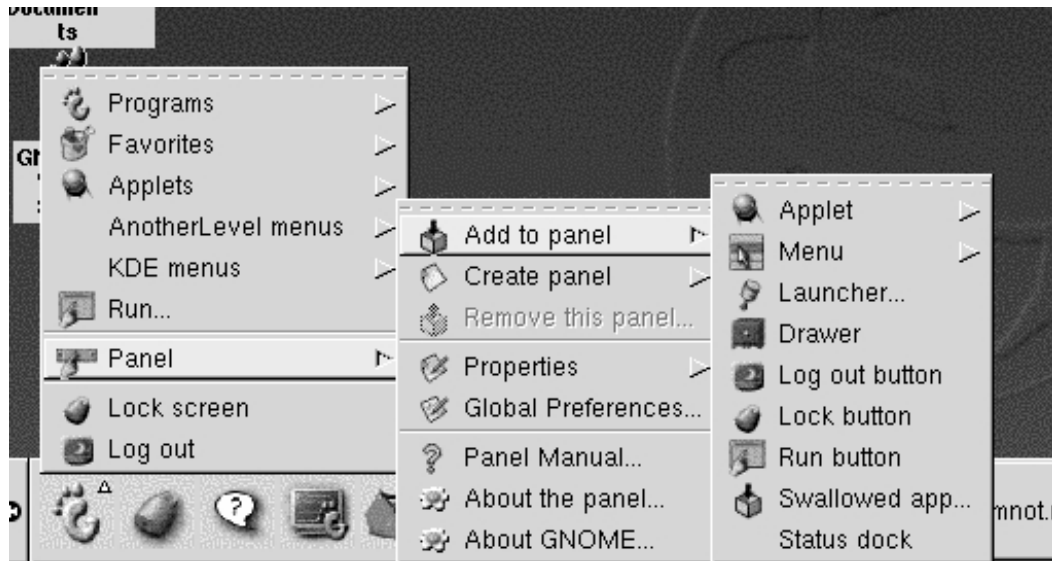 Documen
ts
Programs
Favorites
Applets
AnotherLevel menus
KDE menus
Run...
Panel
Lock screen
Log out
Add to panel
Create panel
Remove this panel...
Properties
Global Preferences...
Panel Manual...
About the panel...
About GNOME...
Applet
Menu
Launcher...
Drawer
Log out button
Lock button
Run button
Swallowed app...
Status dock